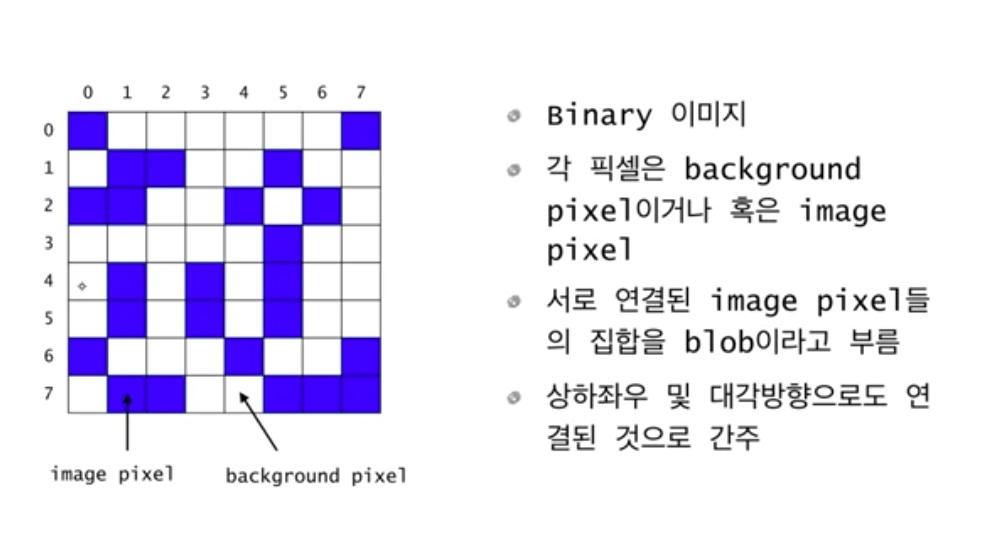 0 1 2 3 4 5 6 7
0
1
2
3
4
5
6
7
image pixel
background pixel
Binary 이미지
각 픽셀은 background
pixel이거나 혹은 image
pixel
서로 연결된 image pixel들
의 집합을 blob이라고 부름
상하좌우 및 대각방향으로도 연
결된 것으로 간주